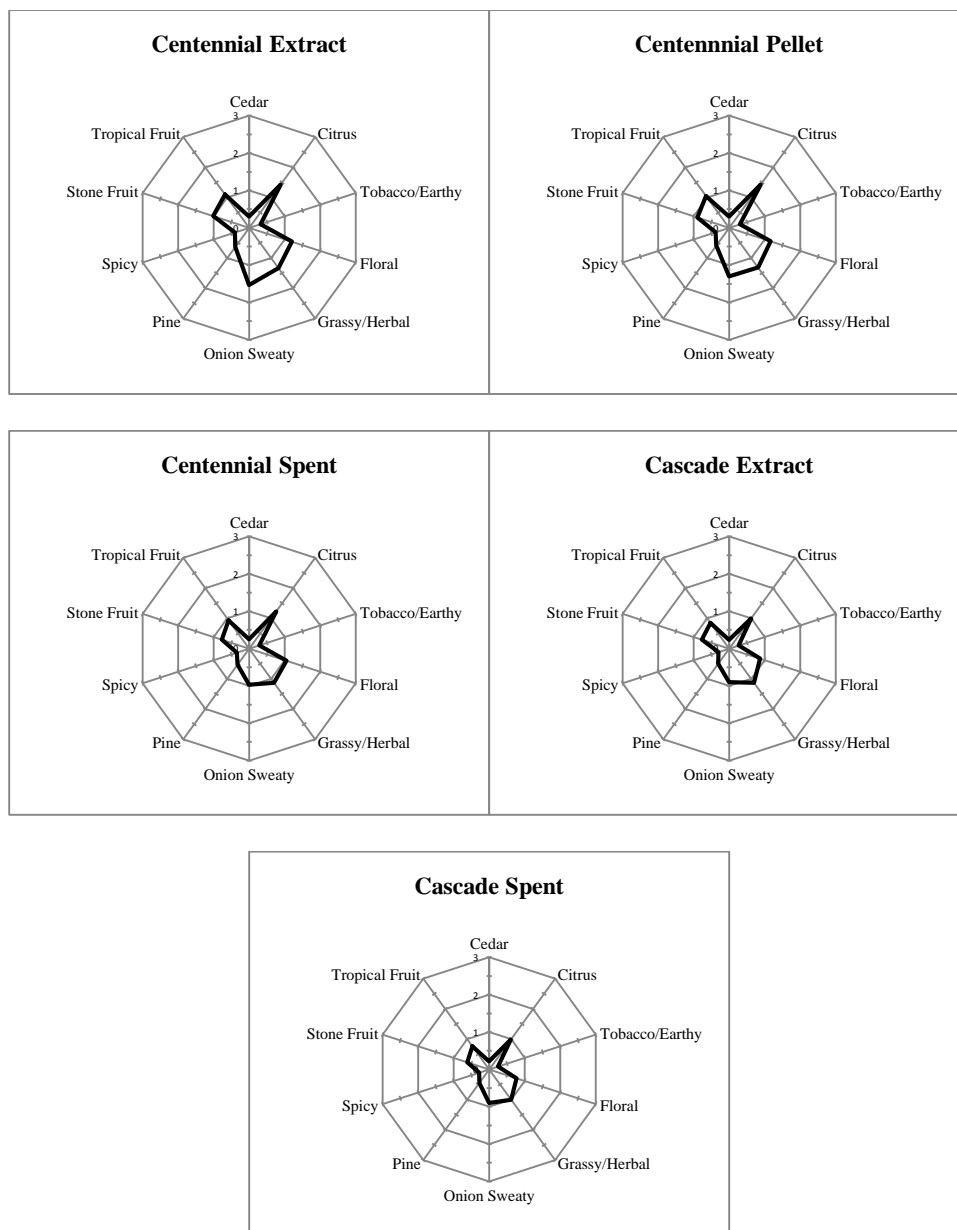 Centennial Extract
Cedar
3
Tropical Fruit
Citrus
2
Stone Fruit
1
Tobacco/Earthy
0
Spicy
Floral
Pine
Grassy/Herbal
Onion Sweaty
Centennnial Pellet
Cedar
3
Tropical Fruit
Citrus
2
Stone Fruit
1
Tobacco/Earthy
0
Spicy
Floral
Pine
Grassy/Herbal
Onion Sweaty
Centennial Spent
Cedar
3
Tropical Fruit
Citrus
2
Stone Fruit
1
Tobacco/Earthy
0
Spicy
Floral
Pine
Grassy/Herbal
Onion Sweaty
Cascade Extract
Cedar
3
Tropical Fruit
Citrus
2
Stone Fruit
1
Tobacco/Earthy
0
Spicy
Floral
Pine
Grassy/Herbal
Onion Sweaty
Cascade Spent
Cedar
3
Tropical Fruit
Citrus
2
Stone Fruit
1
Tobacco/Earthy
0
Spicy
Floral
Pine
Grassy/Herbal
Onion Sweaty